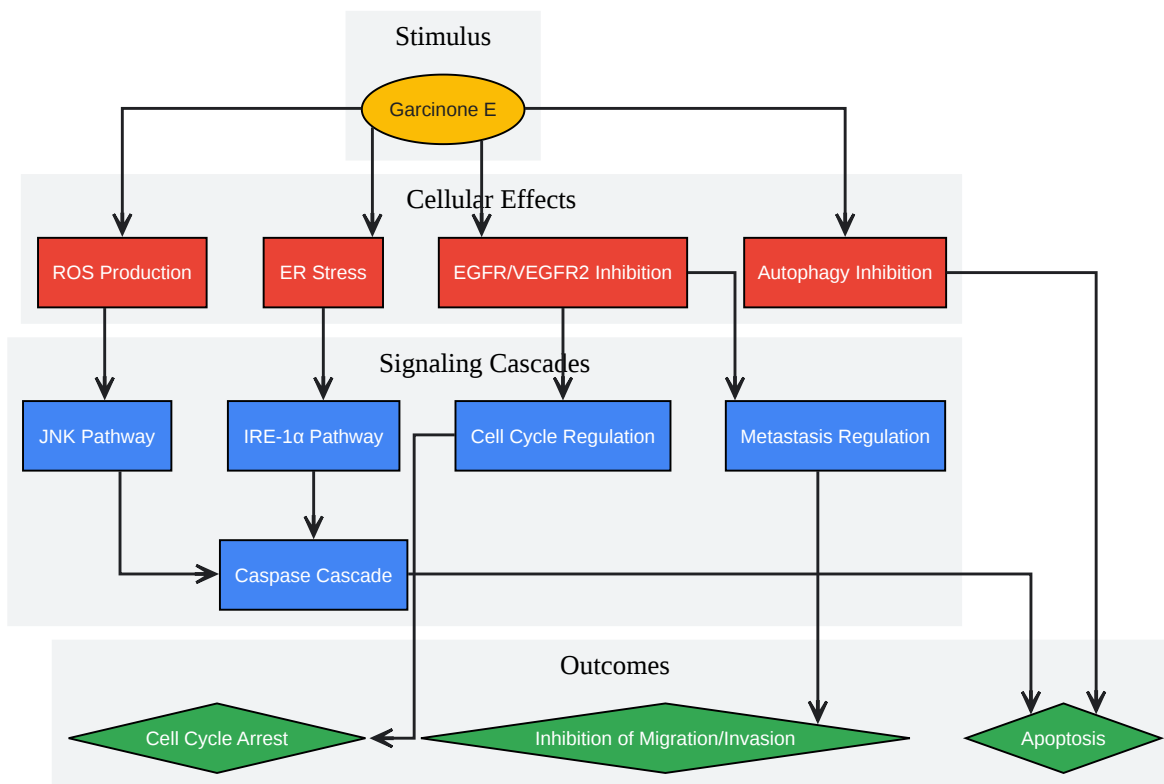 Stimulus
Garcinone E
Cellular Effects
ROS Production
ER Stress
EGFR/VEGFR2 Inhibition
Autophagy Inhibition
Signaling Cascades
JNK Pathway
IRE-1α Pathway
Cell Cycle Regulation
Metastasis Regulation
Caspase Cascade
Outcomes
Cell Cycle Arrest
Inhibition of Migration/Invasion
Apoptosis